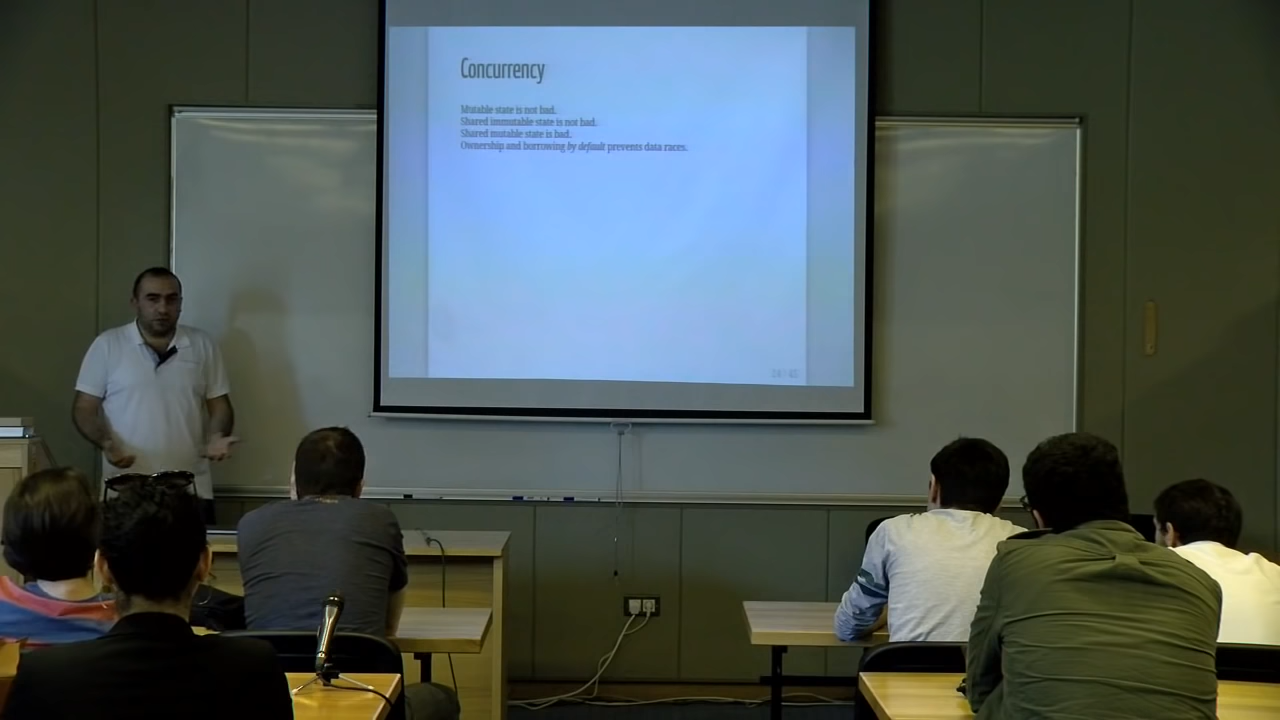 Concurrency
Mutable state is not bad.
Shared immutable state is not bad.
Shared mutable state is bad.
Ownership and borrowing by default prevents data races.